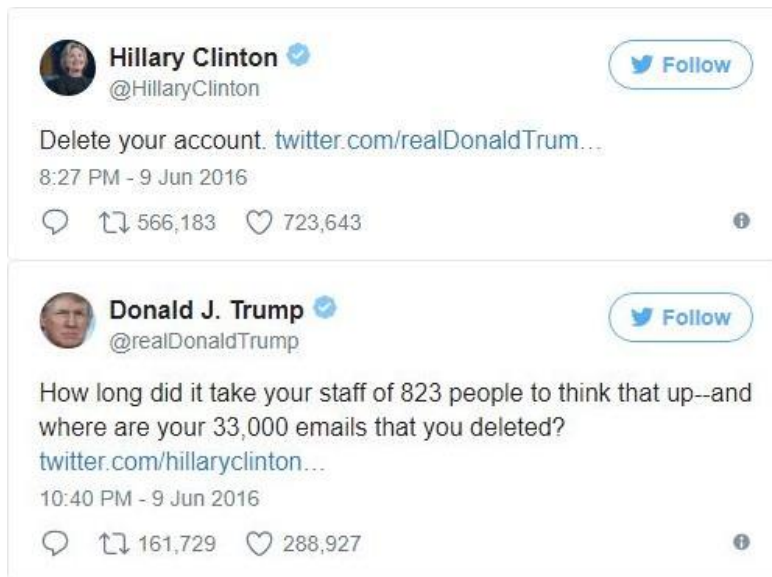 Hillary Clinton
Follow
@HillaryClinton
Delete your account. twitter.com/realDonaldTrum…
8:27 PM - 9 Jun 2016
566,183 723,643
Donald J. Trump
Follow
@realDonaldTrump
How long did it take your staff of 823 people to think that up--and
where are your 33,000 emails that you deleted?
twitter.com/hillaryclinton…
10:40 PM - 9 Jun 2016
161,729 288,927